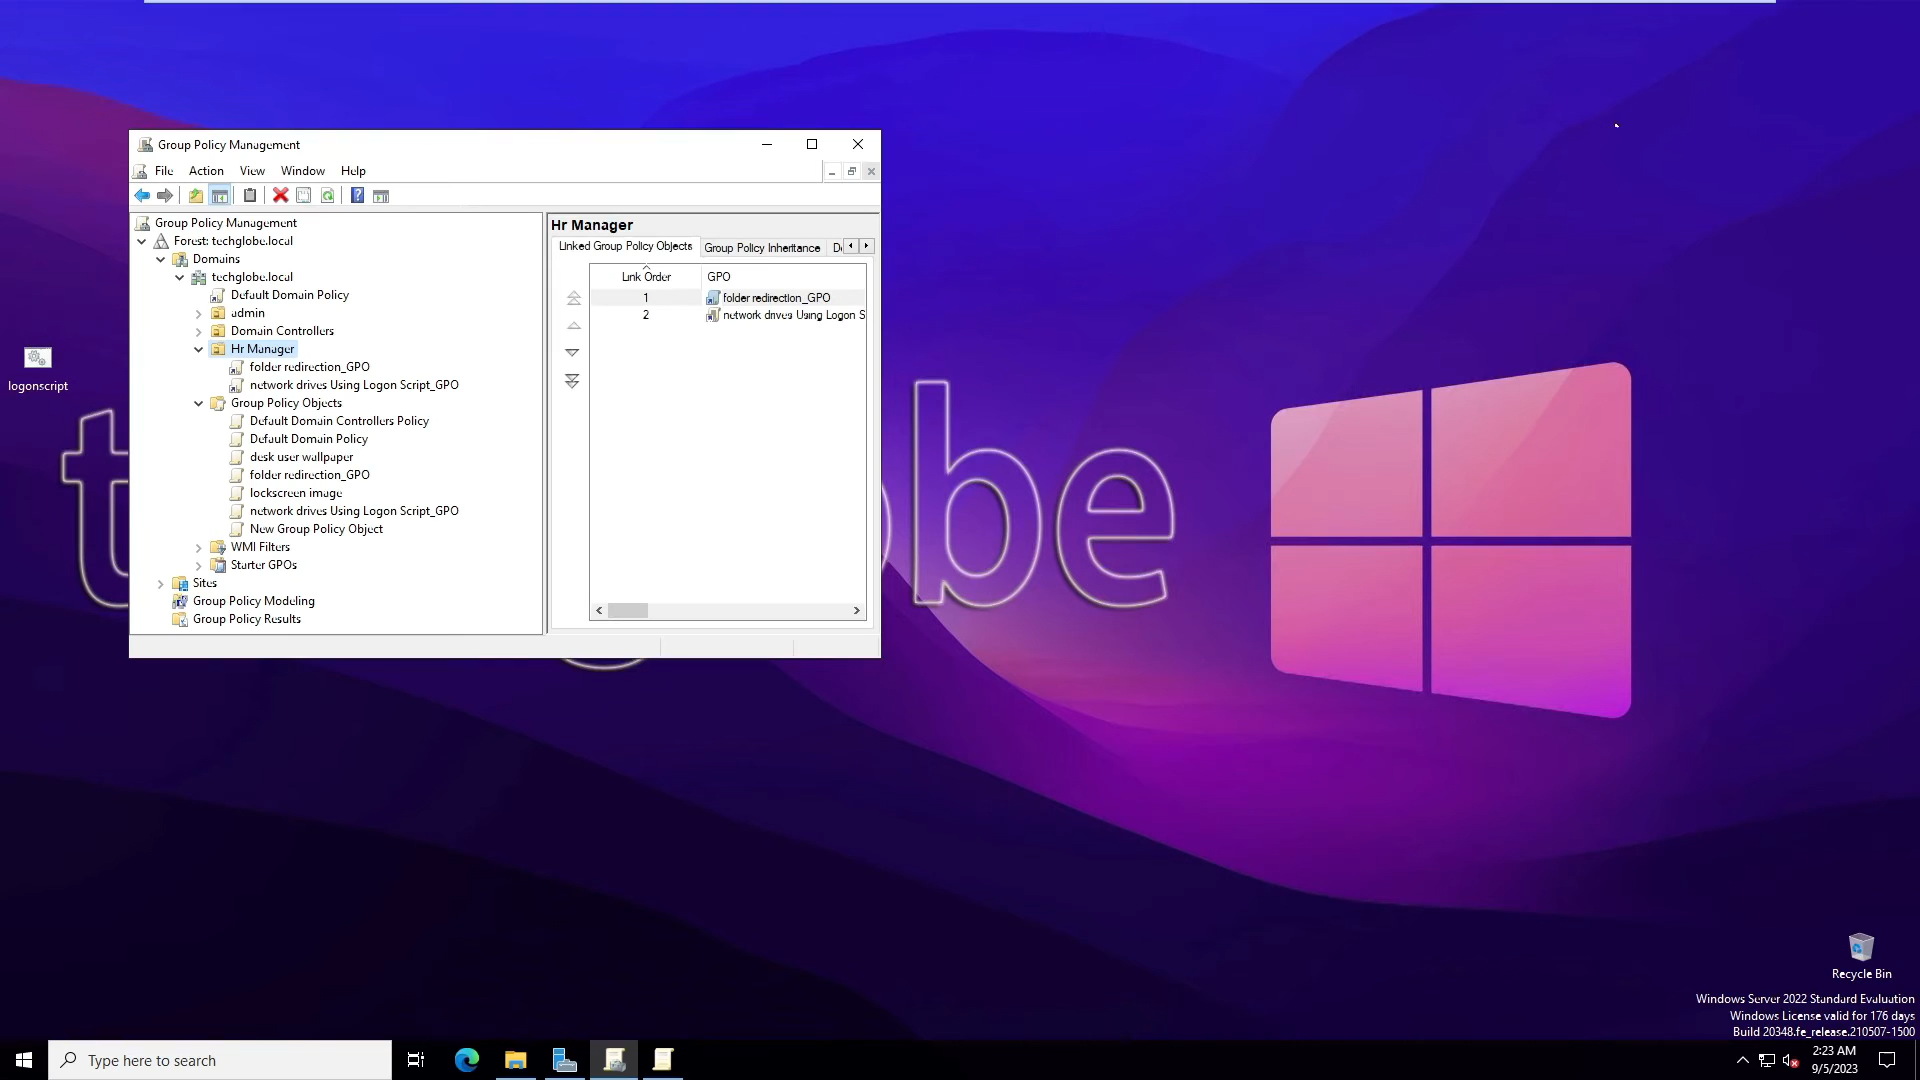 Group Policy Management
File Action View Window Help
Group Policy Management
Forest: techglobe.local
Domains
techglobe.local
Default Domain Policy
admin
Domain Controllers
Hr Manager
folder redirection_GPO
network drives Using Logon Script_GPO
Group Policy Objects
Default Domain Controllers Policy
Default Domain Policy
desk user wallpaper
folder redirection_GPO
lockscreen image
network drives Using Logon Script_GPO
New Group Policy Object
WMI Filters
Starter GPOs
Sites
Group Policy Modeling
Group Policy Results
Hr Manager
Linked Group Policy Objects Group Policy Inheritance
Link Order GPO
1 folder redirection_GPO
2 network drives Using Logon S
logonscript
t be
Recycle Bin
Windows Server 2022 Standard Evaluation
Windows License valid for 176 days
Build 20348.fe_release.210507-1500
Type here to search
2:23 AM
9/5/2023